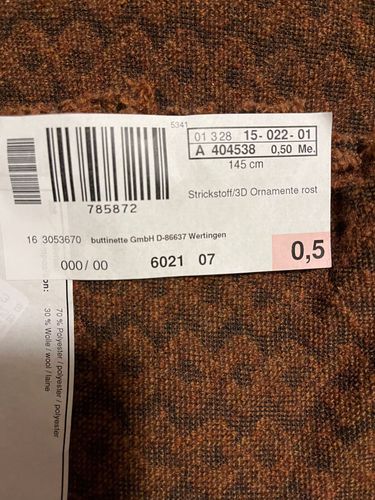 5341
01 328 15- 022 - 01
A 404538 0,50 Me.
145 cm
Strickstoff/3D Ornamente rost
785872
16 3053670 buttinette GmbH D-86637 Wertingen
000 / 00 6021 07 0,5
70 % Polyester / polyester / polyester
30 % Wolle / wool / laine